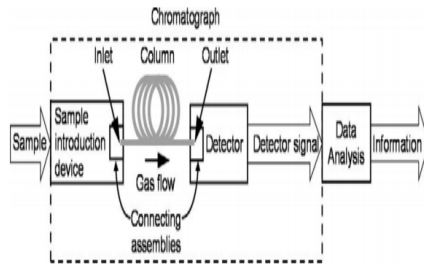 Chromatograph
Inlet
Column
Outlet
Sample
Sample
introduction
device
Gas flow
Detector
Detector signal
Data
Analysis
Information
Connecting
assemblies